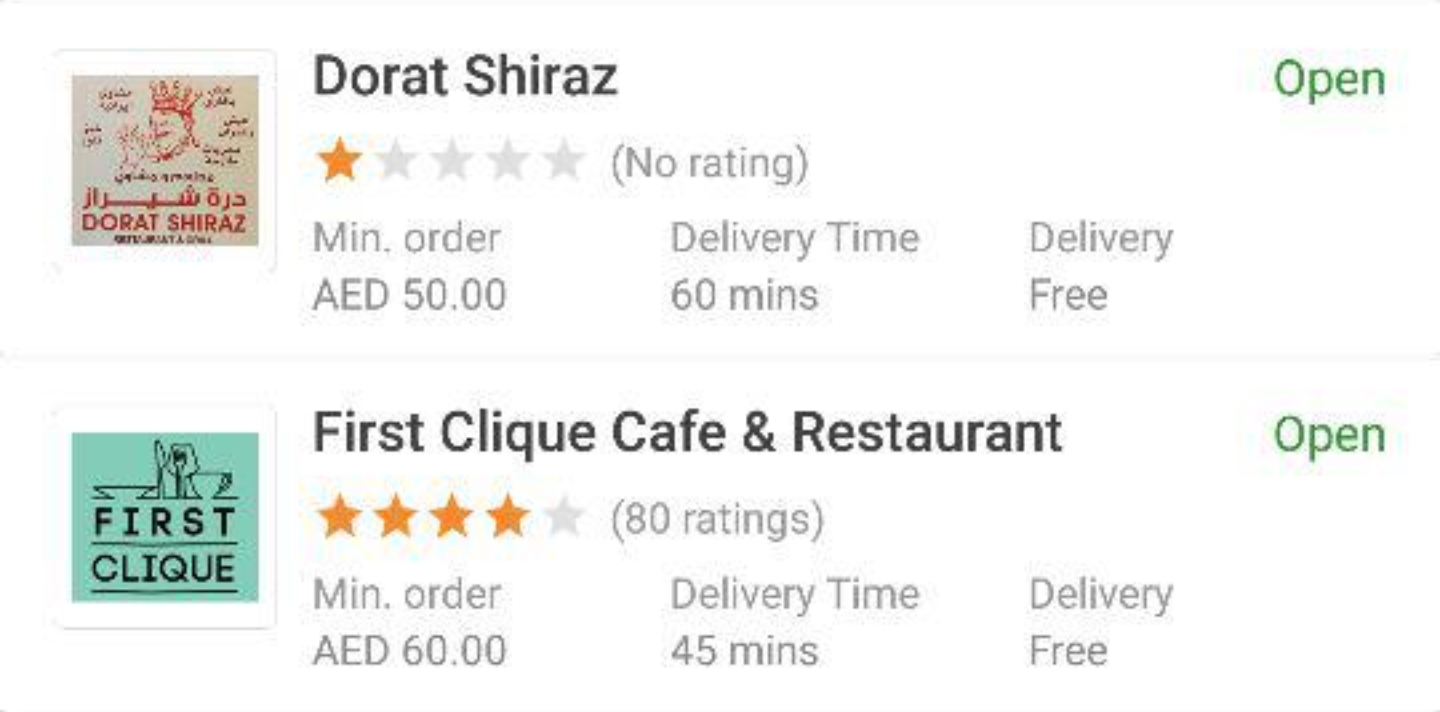 Dorat Shiraz
Open
(No rating)
Min. order
Delivery Time
Delivery
AED 50.00
60 mins
Free
درة شيراز
DORAT SHIRAZ
First Clique Cafe & Restaurant
Open
(80 ratings)
Min. order
Delivery Time
Delivery
AED 60.00
45 mins
Free
FIRST
CLIQUE